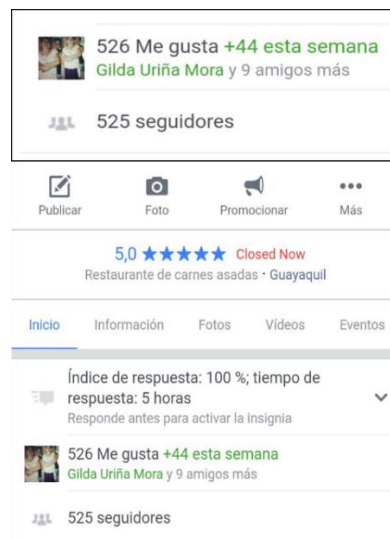 526 Me gusta +44 esta semana
Gilda Uriña Mora y 9 amigos más
525 seguidores
Publicar Foto Promocionar Más
5,0 ★★★★★ Closed Now
Restaurante de carnes asadas · Guayaquil
Inicio Información Fotos Vídeos Eventos
Índice de respuesta: 100 %; tiempo de
respuesta: 5 horas
Responde antes para activar la insignia
526 Me gusta +44 esta semana
Gilda Uriña Mora y 9 amigos más
525 seguidores